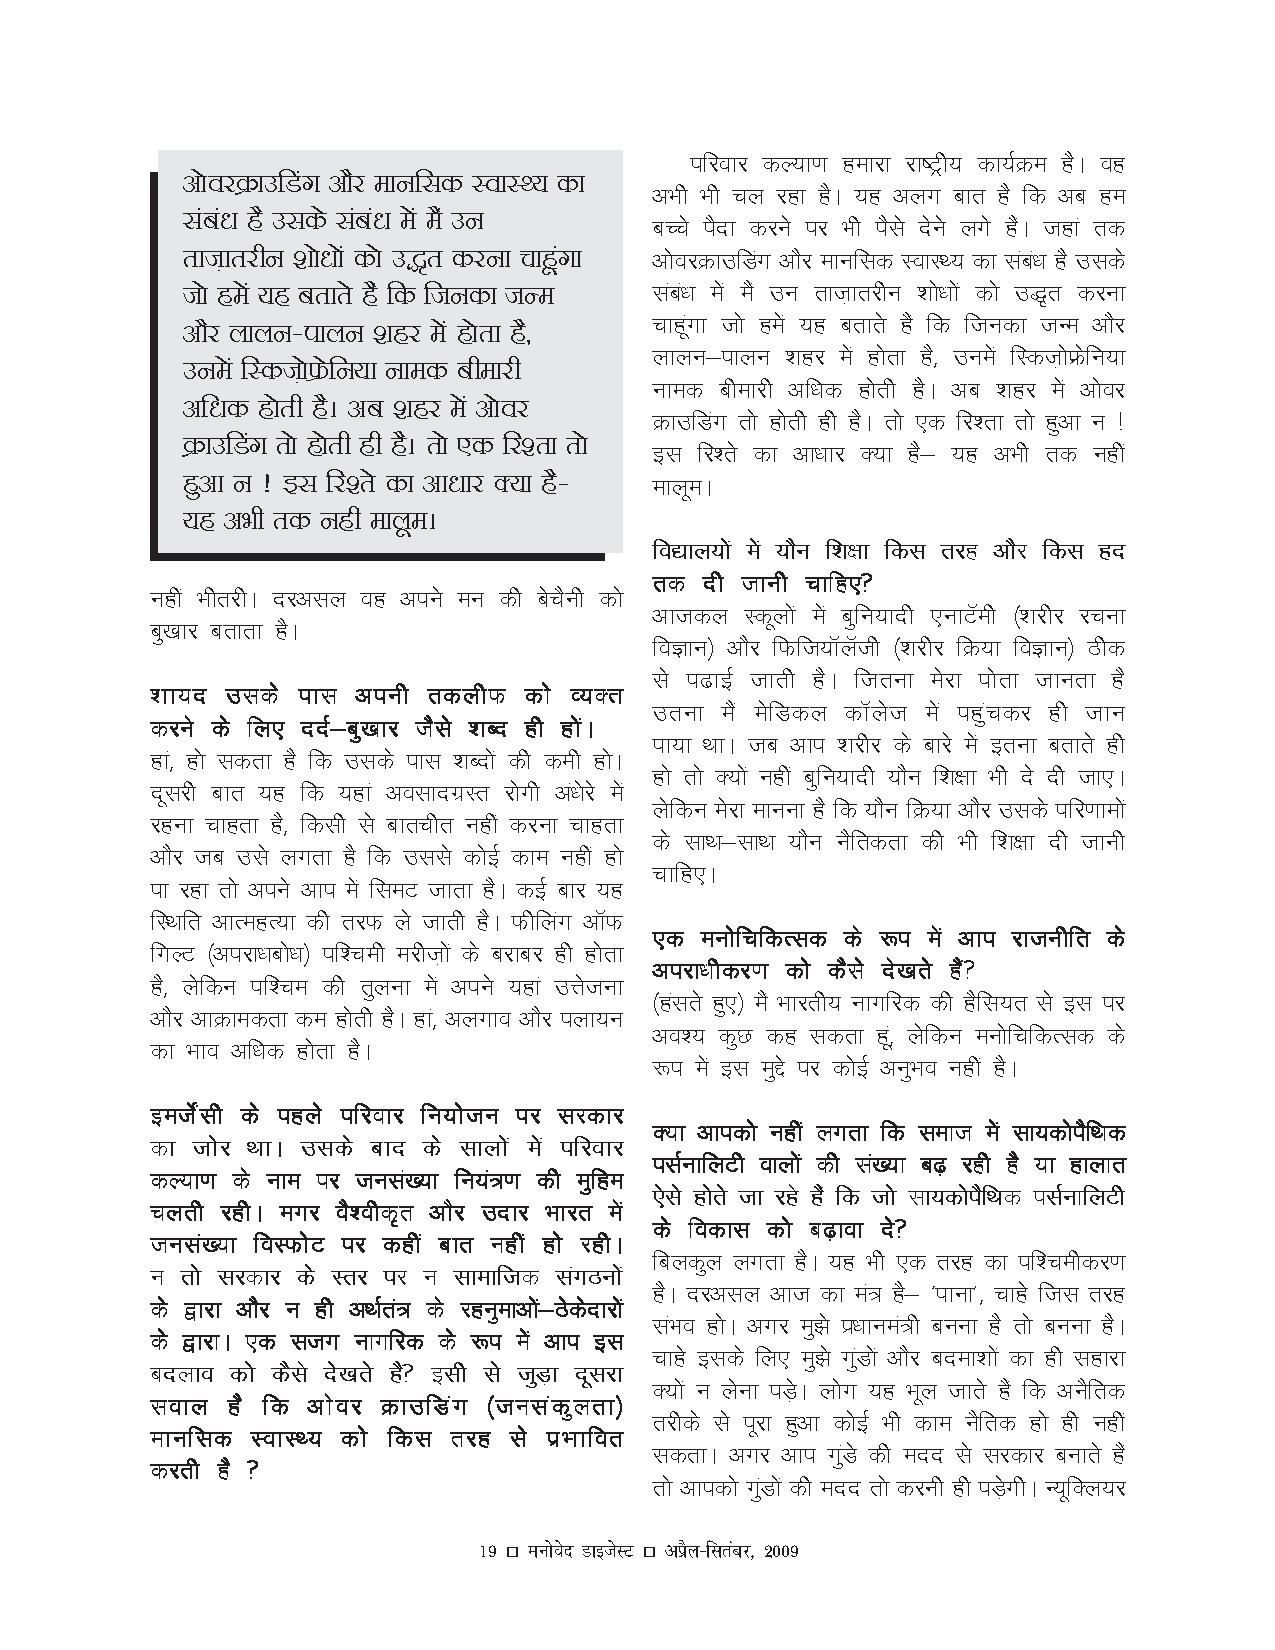 ओवरक्राउडिंग और मानसिक स्वास्थ्य का
संबंध है उसके संबंध में मैं उन
ताज़ातरीन शोधों को उद्धृत करना चाहूंगा
जो हमें यह बताते हैं कि जिनका जन्म
और लालन-पालन शहर में होता है,
उनमें स्किज़ोफ्रेनिया नामक बीमारी
अधिक होती है। अब शहर में ओवर
क्राउडिंग तो होती ही है। तो एक रिश्ता तो
हुआ न ! इस रिश्ते का आधार क्या है-
यह अभी तक नहीं मालूम।
नहीं भीतरी। दरअसल वह अपने मन की बेचैनी को
बुखार बताता है।
शायद उसके पास अपनी तकलीफ को व्यक्त
करने के लिए दर्द–बुखार जैसे शब्द ही हों।
हां, हो सकता है कि उसके पास शब्दों की कमी हो।
दूसरी बात यह कि यहां अवसादग्रस्त रोगी अंधेरे में
रहना चाहता है, किसी से बातचीत नहीं करना चाहता
और जब उसे लगता है कि उससे कोई काम नहीं हो
पा रहा तो अपने आप में सिमट जाता है। कई बार यह
स्थिति आत्महत्या की तरफ ले जाती है। फीलिंग ऑफ
गिल्ट (अपराधबोध) पश्चिमी मरीजों के बराबर ही होता
है, लेकिन पश्चिम की तुलना में अपने यहां उत्तेजना
और आक्रामकता कम होती है। हां, अलगाव और पलायन
का भाव अधिक होता है।
इमर्जेंसी के पहले परिवार नियोजन पर सरकार
का जोर था। उसके बाद के सालों में परिवार
कल्याण के नाम पर जनसंख्या नियंत्रण की मुहिम
चलती रही। मगर वैश्वीकृत और उदार भारत में
जनसंख्या विस्फोट पर कहीं बात नहीं हो रही।
न तो सरकार के स्तर पर न सामाजिक संगठनों
के द्वारा और न ही अर्थतंत्र के रहनुमाओं–ठेकेदारों
के द्वारा। एक सजग नागरिक के रूप में आप इस
बदलाव को कैसे देखते हैं? इसी से जुड़ा दूसरा
सवाल है कि ओवर क्राउडिंग (जनसंकुलता)
मानसिक स्वास्थ्य को किस तरह से प्रभावित
करती है ?
परिवार कल्याण हमारा राष्ट्रीय कार्यक्रम है। वह
अभी भी चल रहा है। यह अलग बात है कि अब हम
बच्चे पैदा करने पर भी पैसे देने लगे हैं। जहां तक
ओवरक्राउडिंग और मानसिक स्वास्थ्य का संबंध है उसके
संबंध में मैं उन ताज़ातरीन शोधों को उद्धृत करना
चाहूंगा जो हमें यह बताते है कि जिनका जन्म और
लालन–पालन शहर में होता है, उनमें स्किज़ोफ्रेनिया
नामक बीमारी अधिक होती है। अब शहर में ओवर
क्राउडिंग तो होती ही है। तो एक रिश्ता तो हुआ न !
इस रिश्ते का आधार क्या है– यह अभी तक नहीं
मालूम।
विद्यालयों में यौन शिक्षा किस तरह और किस हद
तक दी जानी चाहिए?
आजकल स्कूलों में बुनियादी एनाटॅमी (शरीर रचना
विज्ञान) और फिजियॉलॅजी (शरीर क्रिया विज्ञान) ठीक
से पढाई जाती है। जितना मेरा पोता जानता है
उतना मैं मेडिकल कॉलेज में पहुंचकर ही जान
पाया था। जब आप शरीर के बारे में इतना बताते ही
हो तो क्यों नहीं बुनियादी यौन शिक्षा भी दे दी जाए।
लेकिन मेरा मानना है कि यौन क्रिया और उसके परिणामों
के साथ–साथ यौन नैतिकता की भी शिक्षा दी जानी
चाहिए।
एक मनोचिकित्सक के रूप में आप राजनीति के
अपराधीकरण को कैसे देखते हैं?
(हंसते हुए) मैं भारतीय नागरिक की हैसियत से इस पर
अवश्य कुछ कह सकता हूं, लेकिन मनोचिकित्सक के
रूप में इस मुद्दे पर कोई अनुभव नहीं है।
क्या आपको नहीं लगता कि समाज में सायकोपैथिक
पर्सनालिटी वालों की संख्या बढ़ रही है या हालात
ऐसे होते जा रहे हैं कि जो सायकोपैथिक पर्सनालिटी
के विकास को बढ़ावा दे?
बिलकुल लगता है। यह भी एक तरह का पश्चिमीकरण
है। दरअसल आज का मंत्र है– 'पाना', चाहे जिस तरह
संभव हो। अगर मुझे प्रधानमंत्री बनना है तो बनना है।
चाहे इसके लिए मुझे गुंडों और बदमाशों का ही सहारा
क्यों न लेना पड़े। लोग यह भूल जाते हैं कि अनैतिक
तरीके से पूरा हुआ कोई भी काम नैतिक हो ही नहीं
सकता। अगर आप गुंडे की मदद से सरकार बनाते हैं
तो आपको गुंडों की मदद तो करनी ही पड़ेगी। न्यूक्लियर
19 □ मनोवेद डाइजेस्ट □ अप्रैल-सितंबर, 2009